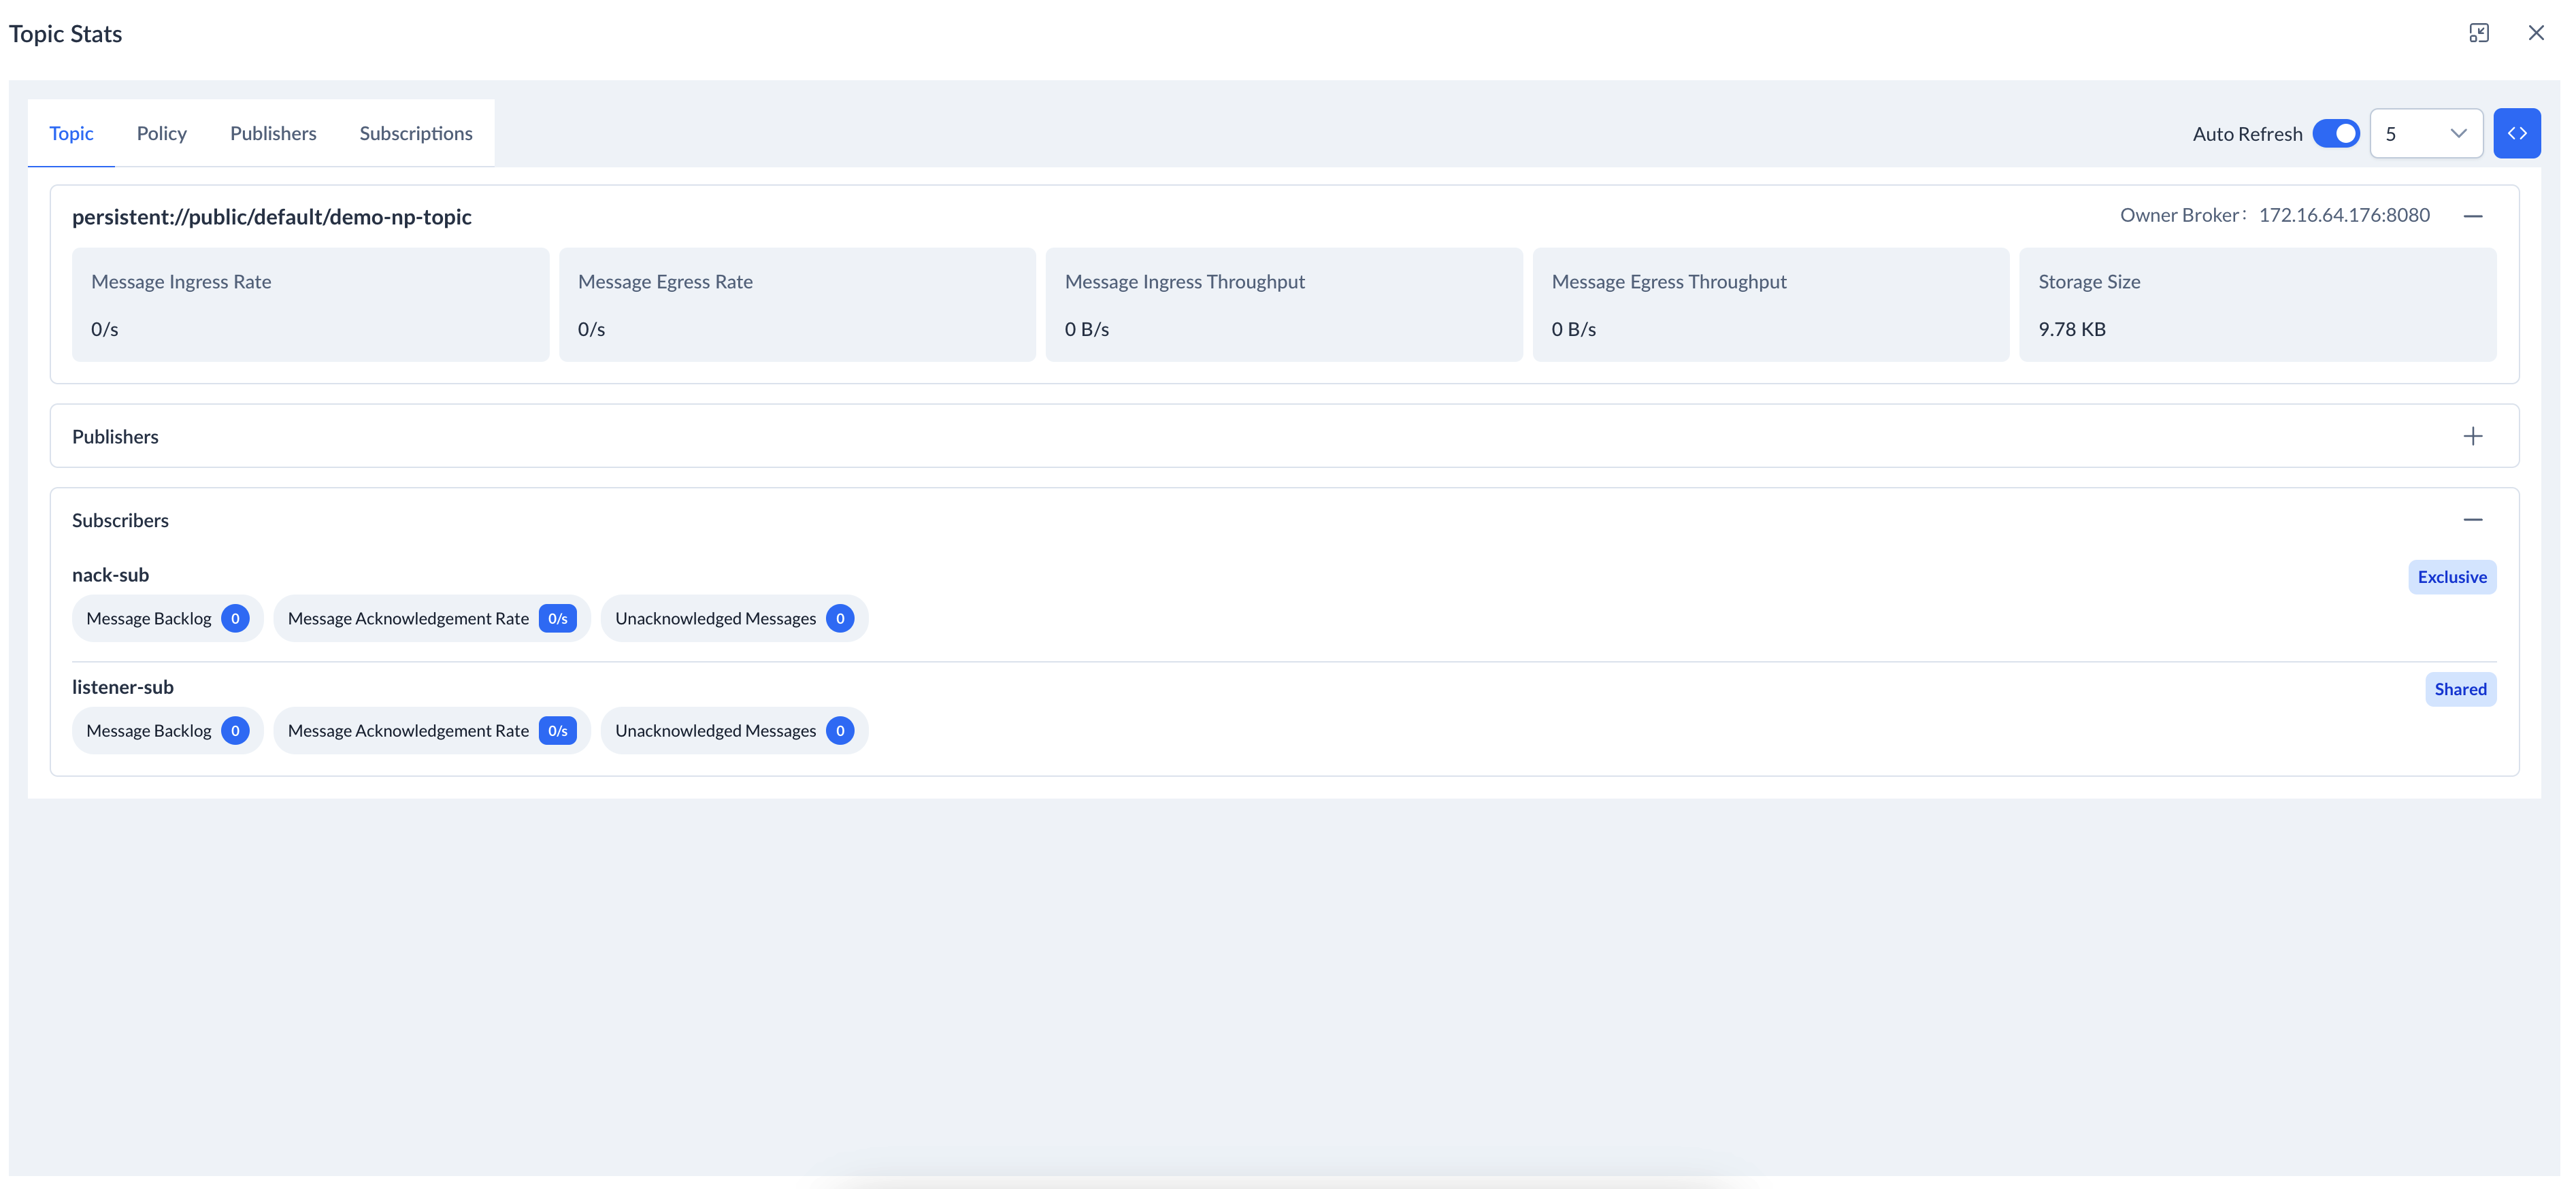 Topic Stats
Topic Policy Publishers Subscriptions
Auto Refresh 5
persistent://public/default/demo-np-topic
Owner Broker: 172.16.64.176:8080
Message Ingress Rate
0/s
Message Egress Rate
0/s
Message Ingress Throughput
0 B/s
Message Egress Throughput
0 B/s
Storage Size
9.78 KB
Publishers
Subscribers
nack-sub
Exclusive
Message Backlog 0 Message Acknowledgement Rate 0/s Unacknowledged Messages 0
listener-sub
Shared
Message Backlog 0 Message Acknowledgement Rate 0/s Unacknowledged Messages 0